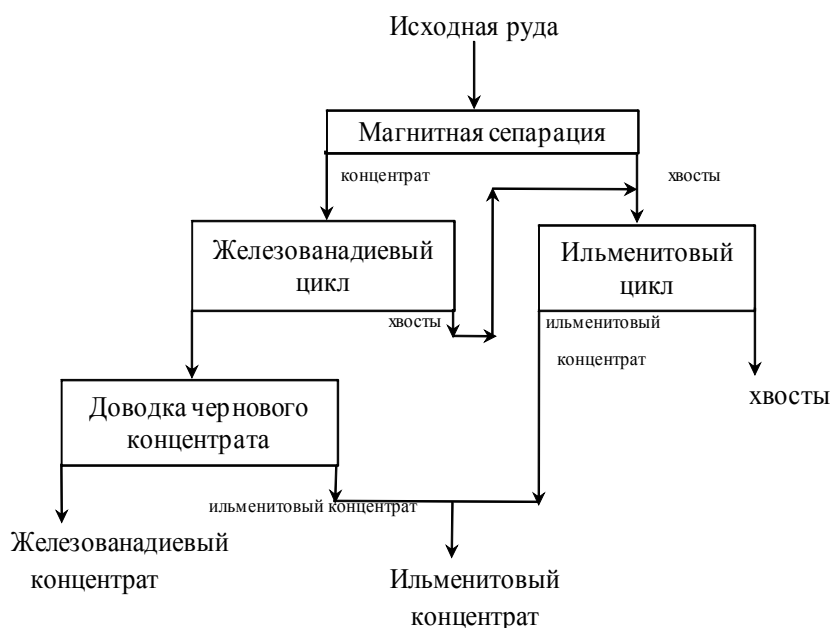 Исходная руда
Магнитная сепарация
концентрат
хвосты
Железованадиевый
цикл
Ильменитовый
цикл
хвосты
ильменитовый
концентрат
хвосты
Доводка чернового
концентрата
ильменитовый концентрат
Железованадиевый
концентрат
Ильменитовый
концентрат